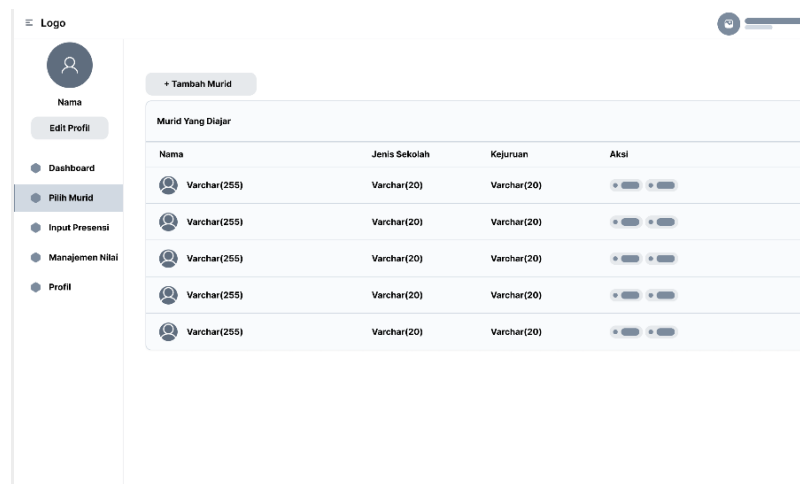 Logo
Nama
Edit Profil
Dashboard
Pilih Murid
Input Presensi
Manajemen Nilai
Profil
+ Tambah Murid
Murid Yang Diajar
Nama Jenis Sekolah Kejuruan Aksi
Varchar(255) Varchar(20) Varchar(20)
Varchar(255) Varchar(20) Varchar(20)
Varchar(255) Varchar(20) Varchar(20)
Varchar(255) Varchar(20) Varchar(20)
Varchar(255) Varchar(20) Varchar(20)